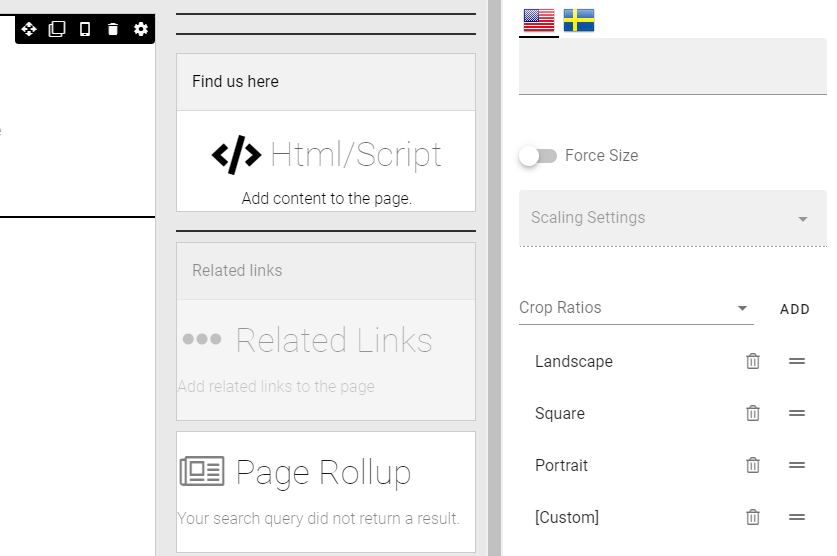 Find us here
Html/Script
Add content to the page.
Related links
Related Links
Add related links to the page
Page Rollup
Your search query did not return a result.
Force Size
Scaling Settings
Crop Ratios
ADD
Landscape
Square
Portrait
[Custom]